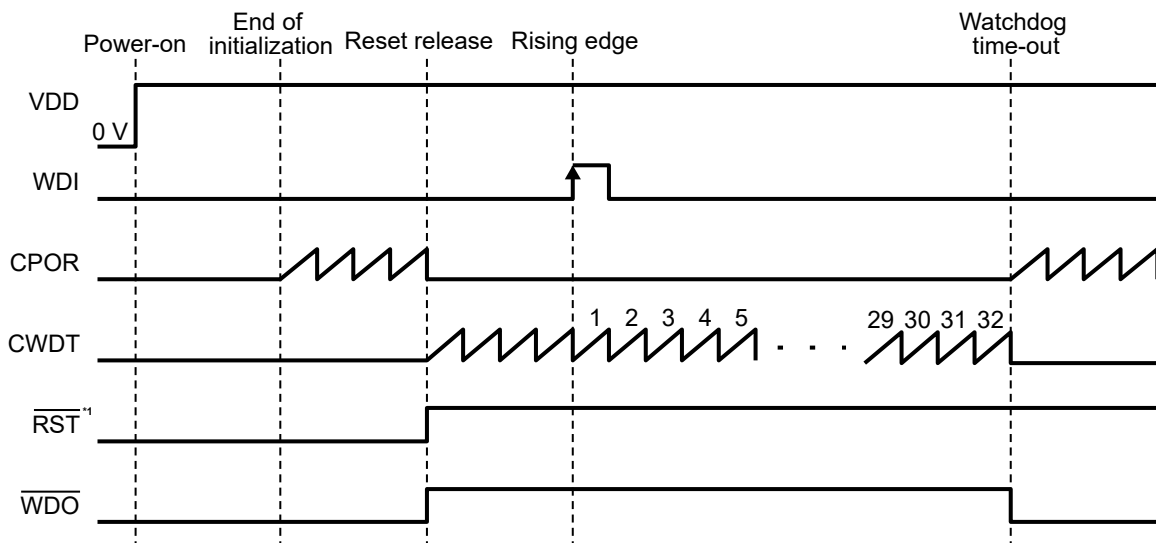 Power-on
End of
initialization
Reset release
Rising edge
Watchdog
time-out
VDD
0 V
WDI
CPOR
CWDT
1 2 3 4 5 . . . . 29 30 31 32
RST*1
WDO